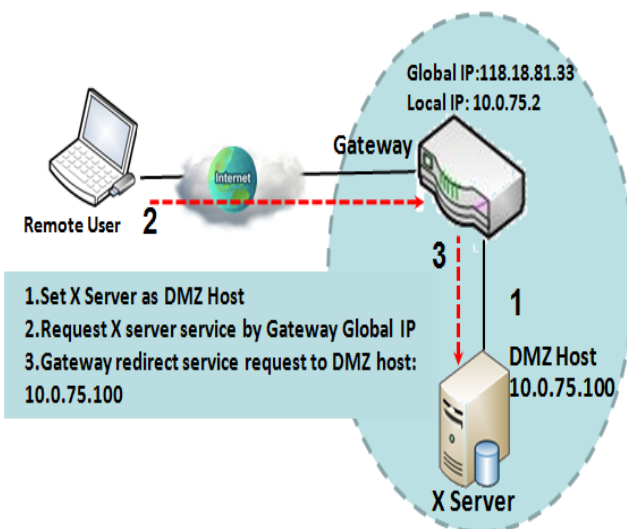 Global IP:118.18.81.33
Local IP: 10.0.75.2
Gateway
Internet
Remote User
2
3
1
1.Set X Server as DMZ Host
2.Request X server service by Gateway Global IP
3.Gateway redirect service request to DMZ host:
10.0.75.100
DMZ Host
10.0.75.100
X Server